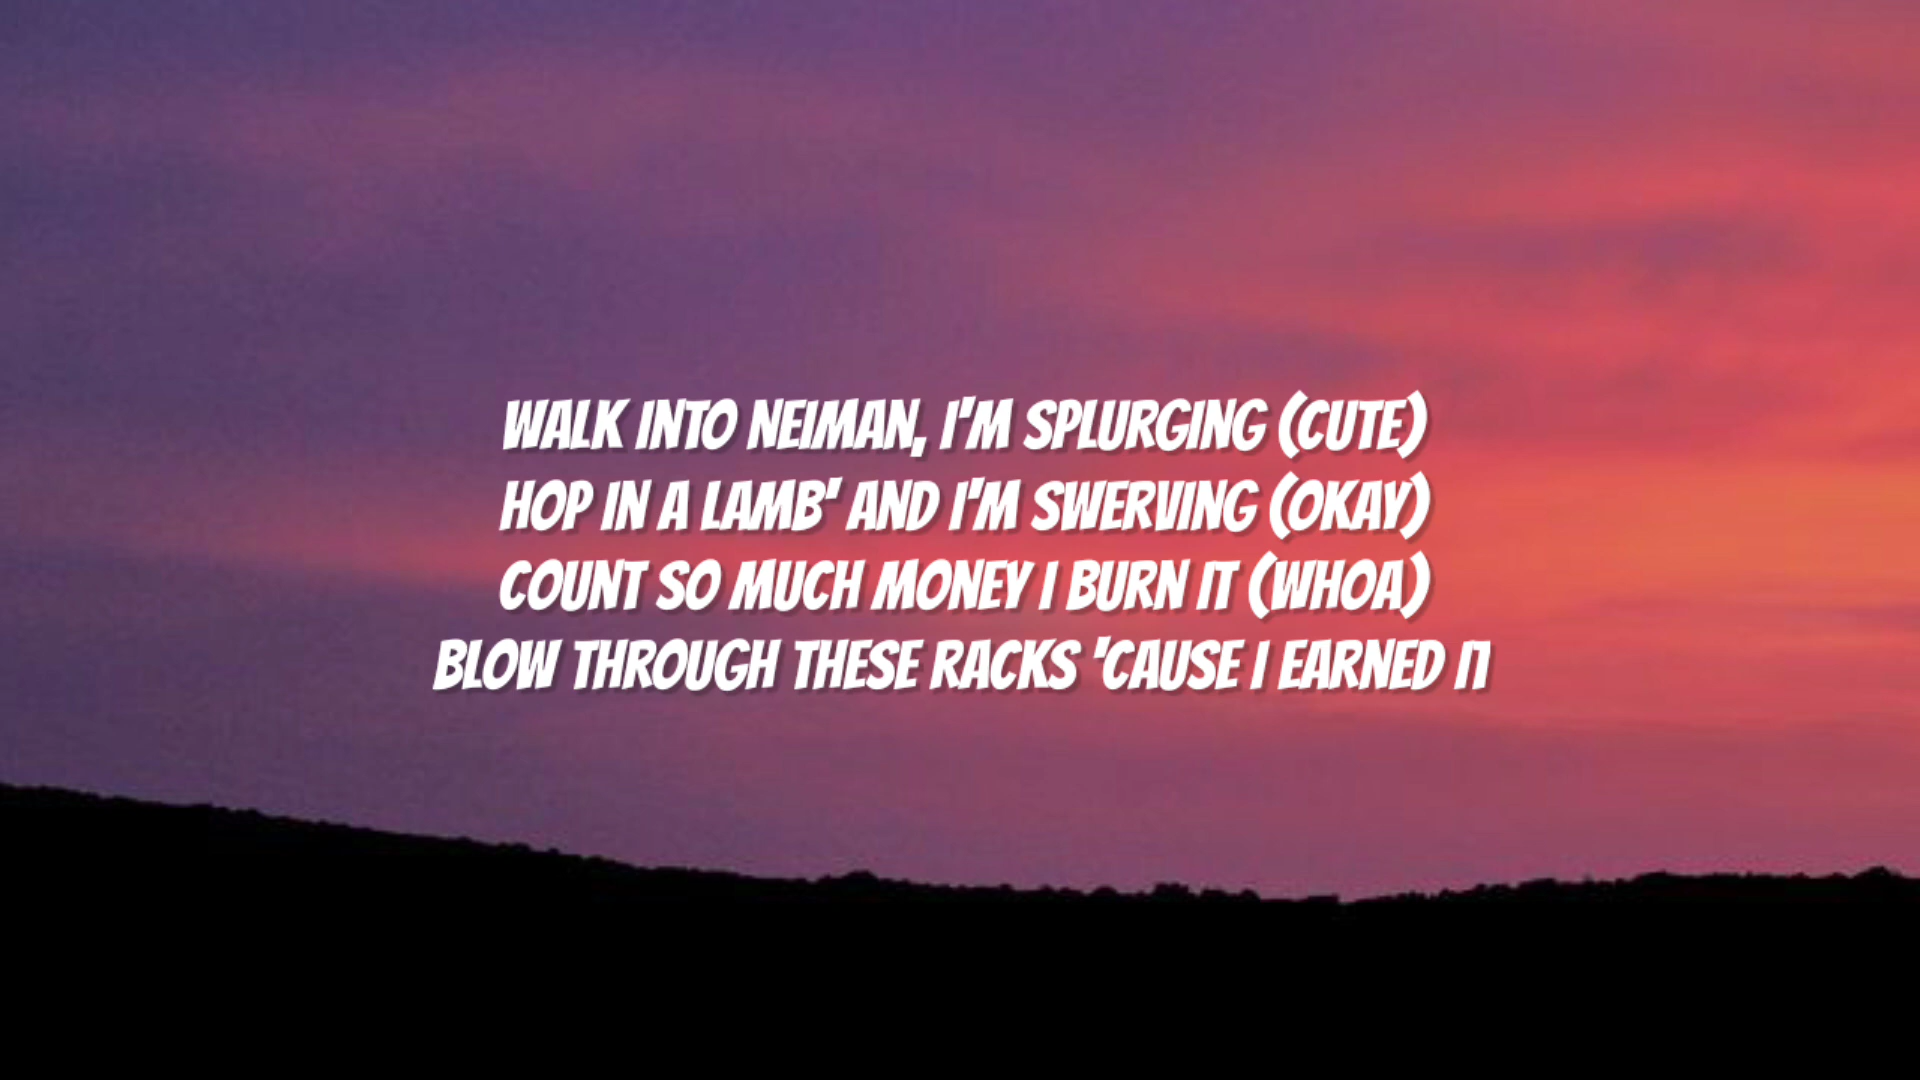 WALK INTO NEIMAN, I'M SPLURGING (CUTE)
HOP IN A LAMB' AND I'M SWERVING (OKAY)
COUNT SO MUCH MONEY I BURN IT (WHOA)
BLOW THROUGH THESE RACKS 'CAUSE I EARNED IT